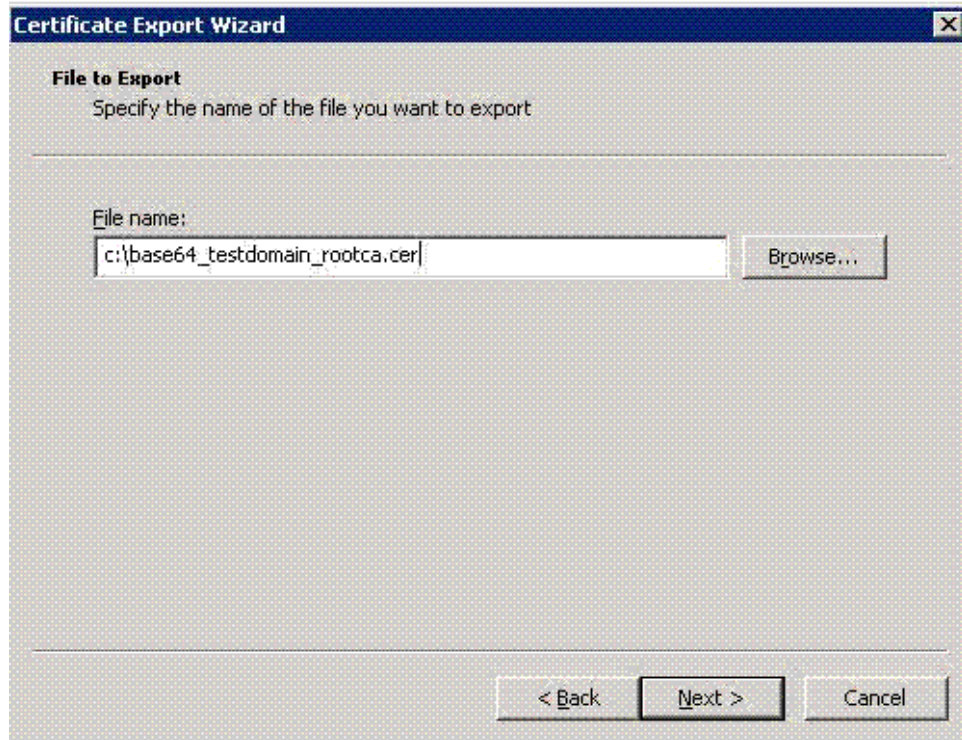 Certificate Export Wizard
File to Export
Specify the name of the file you want to export
File name:
c:\base64_testdomain_rootca.cer
Browse...
< Back
Next >
Cancel